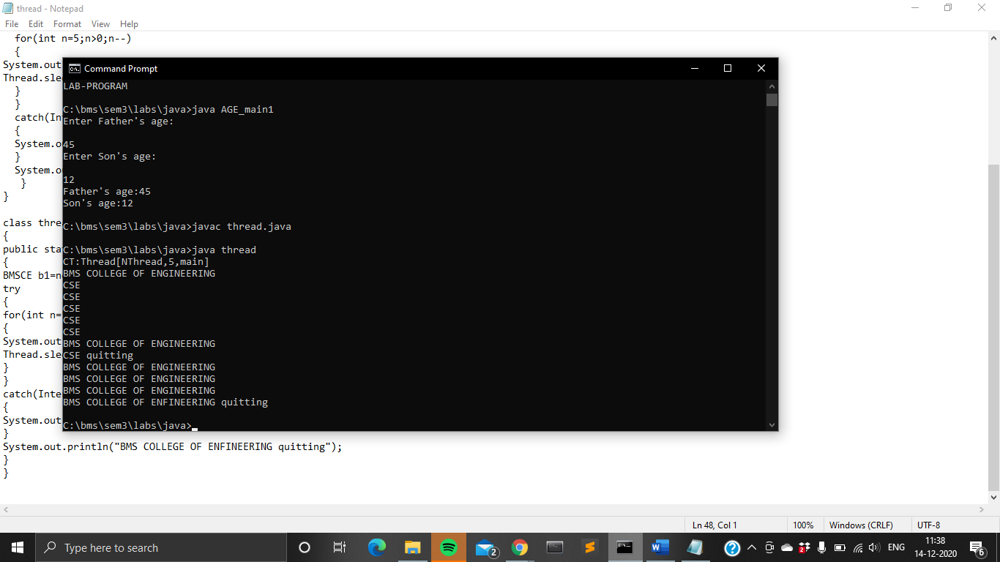 thread - Notepad
File Edit Format View Help
for(int n=5;n>0;n--)
{
System.out
Thread.sle
}
}
catch(In
{
System.o
}
System.o
}
}
class thre
{
public sta
{
BMSCE b1=n
try
{
for(int n=
{
System.out
Thread.sle
}
}
catch(Inte
{
System.out
}
System.out.println("BMS COLLEGE OF ENFINEERING quitting");
}
}
Command Prompt
LAB-PROGRAM
C:\bms\sem3\labs\java>java AGE_main1
Enter Father's age:
45
Enter Son's age:
12
Father's age:45
Son's age:12
C:\bms\sem3\labs\java>javac thread.java
C:\bms\sem3\labs\java>java thread
CT:Thread[NThread,5,main]
BMS COLLEGE OF ENGINEERING
CSE
CSE
CSE
CSE
CSE
BMS COLLEGE OF ENGINEERING
CSE quitting
BMS COLLEGE OF ENGINEERING
BMS COLLEGE OF ENGINEERING
BMS COLLEGE OF ENGINEERING
BMS COLLEGE OF ENFINEERING quitting
C:\bms\sem3\labs\java>
Ln 48, Col 1 100% Windows (CRLF) UTF-8
Type here to search
2
2
ENG
11:38
14-12-2020
6